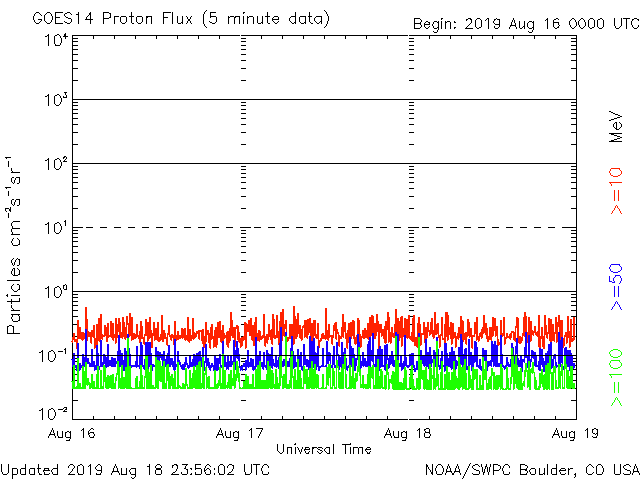 GOES14 Proton Flux (5 minute data)
Begin: 2019 Aug 16 0000 UTC
10⁴
10³
10²
10¹
10⁰
10⁻¹
10⁻²
Particles cm⁻²s⁻¹sr⁻¹
MeV
>=10
>=50
>=100
Aug 16
Aug 17
Aug 18
Aug 19
Universal Time
Updated 2019 Aug 18 23:56:02 UTC
NOAA/SWPC Boulder, CO USA